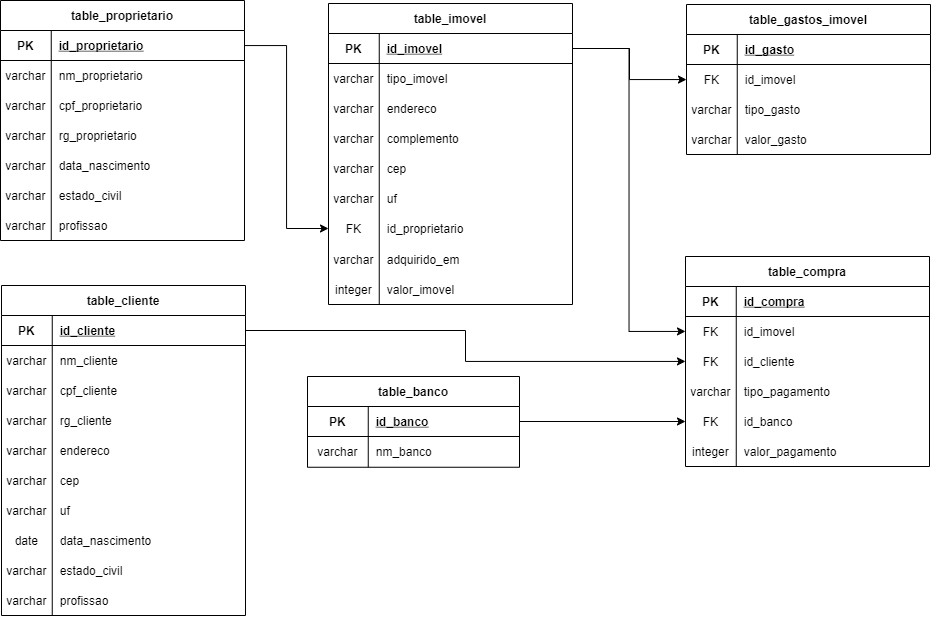 table_proprietario
PK id_proprietario
varchar nm_proprietario
varchar cpf_proprietario
varchar rg_proprietario
varchar data_nascimento
varchar estado_civil
varchar profissao
table_imovel
PK id_imovel
varchar tipo_imovel
varchar endereco
varchar complemento
varchar cep
varchar uf
FK id_proprietario
varchar adquirido_em
integer valor_imovel
table_gastos_imovel
PK id_gasto
FK id_imovel
varchar tipo_gasto
varchar valor_gasto
table_cliente
PK id_cliente
varchar nm_cliente
varchar cpf_cliente
varchar rg_cliente
varchar endereco
varchar cep
varchar uf
date data_nascimento
varchar estado_civil
varchar profissao
table_banco
PK id_banco
varchar nm_banco
table_compra
PK id_compra
FK id_imovel
FK id_cliente
varchar tipo_pagamento
FK id_banco
integer valor_pagamento